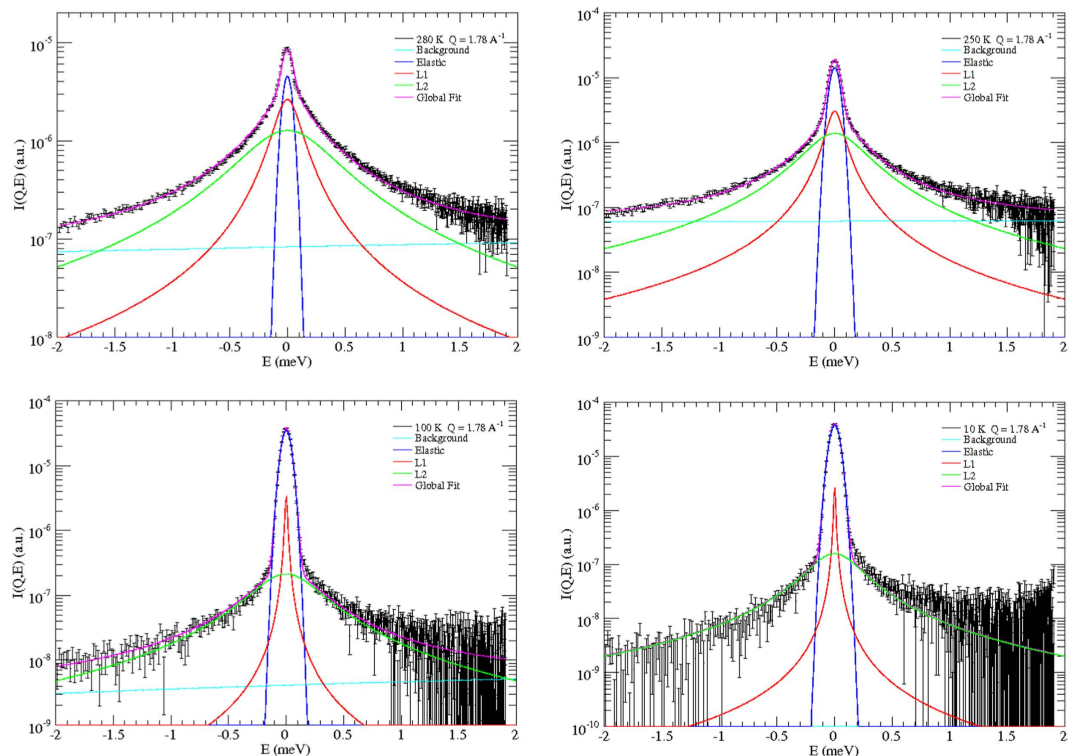 280 K Q = 1.78 A⁻¹
Background
Elastic
L1
L2
Global Fit
I(Q,E) (a.u.)
10⁻⁵
10⁻⁶
10⁻⁷
10⁻⁸
-2 -1.5 -1 -0.5 0 0.5 1 1.5 2
E (meV)
250 K Q = 1.78 A⁻¹
Background
Elastic
L1
L2
Global Fit
I(Q,E) (a.u.)
10⁻⁴
10⁻⁵
10⁻⁶
10⁻⁷
10⁻⁸
10⁻⁹
-2 -1.5 -1 -0.5 0 0.5 1 1.5 2
E (meV)
100 K Q = 1.78 A⁻¹
Background
Elastic
L1
L2
Global Fit
I(Q,E) (a.u.)
10⁻⁴
10⁻⁵
10⁻⁶
10⁻⁷
10⁻⁸
10⁻⁹
-2 -1.5 -1 -0.5 0 0.5 1 1.5 2
E (meV)
10 K Q = 1.78 A⁻¹
Background
Elastic
L1
L2
Global Fit
I(Q,E) (a.u.)
10⁻⁴
10⁻⁵
10⁻⁶
10⁻⁷
10⁻⁸
10⁻⁹
10⁻¹⁰
-2 -1.5 -1 -0.5 0 0.5 1 1.5 2
E (meV)